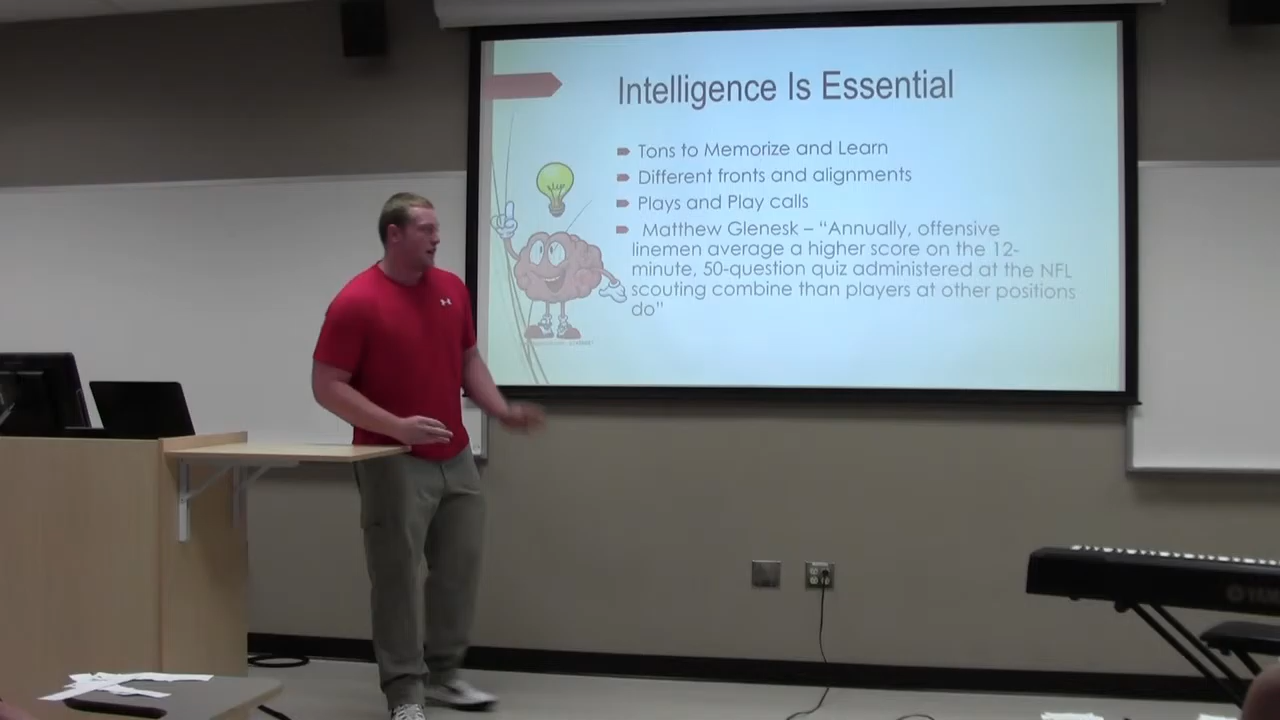 Intelligence Is Essential
Tons to Memorize and Learn
Different fronts and alignments
Plays and Play calls
Matthew Glenesk – “Annually, offensive
linemen average a higher score on the 12-
minute, 50-question quiz administered at the NFL
scouting combine than players at other positions
do”